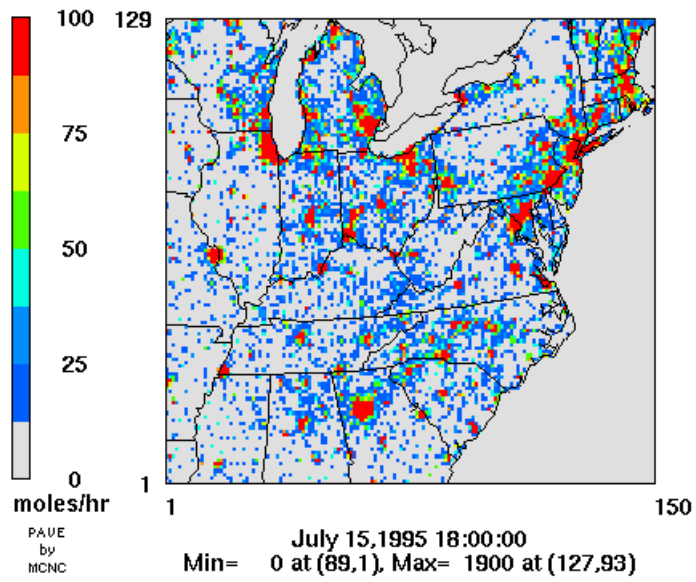 100
75
50
25
0
moles/hr
PAVE
by
MCNC
129
1
1
150
July 15,1995 18:00:00
Min= 0 at (89,1), Max= 1900 at (127,93)